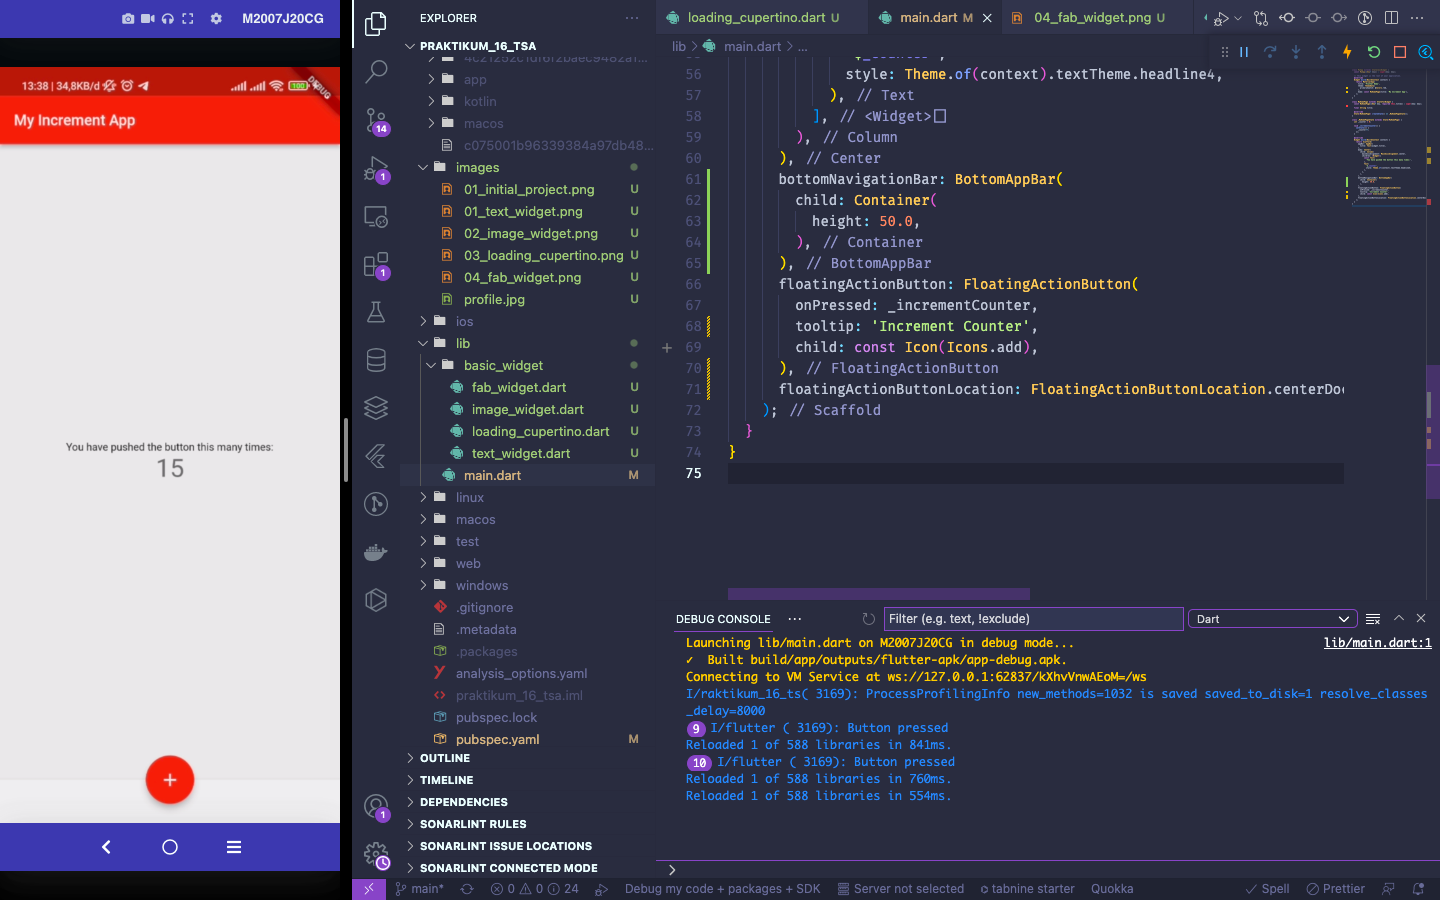 M2007J20CG
13:38 | 34,8KB/d
100
DEBUG
My Increment App
You have pushed the button this many times:
15
+
EXPLORER
PRAKTIKUM_16_TSA
app
kotlin
macos
c075001b96339384a97db48...
images
01_initial_project.png U
01_text_widget.png U
02_image_widget.png U
03_loading_cupertino.png U
04_fab_widget.png U
profile.jpg U
ios
lib
basic_widget
fab_widget.dart U
image_widget.dart U
loading_cupertino.dart U
text_widget.dart U
main.dart M
linux
macos
test
web
windows
.gitignore
.metadata
.packages
analysis_options.yaml
praktikum_16_tsa.iml
pubspec.lock
pubspec.yaml M
OUTLINE
TIMELINE
DEPENDENCIES
SONARLINT RULES
SONARLINT ISSUE LOCATIONS
SONARLINT CONNECTED MODE
14
1
1
1
loading_cupertino.dart U
main.dart M
04_fab_widget.png U
lib > main.dart > ...
56 style: Theme.of(context).textTheme.headline4,
57 ), // Text
58 ], // <Widget>[]
59 ), // Column
60 ), // Center
61 bottomNavigationBar: BottomAppBar(
62 child: Container(
63 height: 50.0,
64 ), // Container
65 ), // BottomAppBar
66 floatingActionButton: FloatingActionButton(
67 onPressed: _incrementCounter,
68 tooltip: 'Increment Counter',
69 child: const Icon(Icons.add),
70 ), // FloatingActionButton
71 floatingActionButtonLocation: FloatingActionButtonLocation.centerDoc
72 ); // Scaffold
73 }
74 }
75
DEBUG CONSOLE
Filter (e.g. text, !exclude)
Dart
Launching lib/main.dart on M2007J20CG in debug mode... lib/main.dart:1
✓ Built build/app/outputs/flutter-apk/app-debug.apk.
Connecting to VM Service at ws://127.0.0.1:62837/kXhvVnwAEoM=/ws
I/raktikum_16_ts( 3169): ProcessProfilingInfo new_methods=1032 is saved saved_to_disk=1 resolve_classes
_delay=8000
9 I/flutter ( 3169): Button pressed
Reloaded 1 of 588 libraries in 841ms.
10 I/flutter ( 3169): Button pressed
Reloaded 1 of 588 libraries in 760ms.
Reloaded 1 of 588 libraries in 554ms.
main* 0 0 24 Debug my code + packages + SDK Server not selected tabnine starter Quokka Spell Prettier